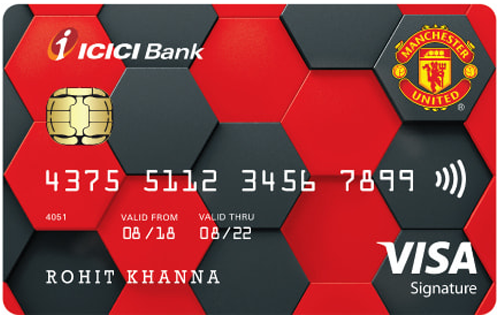 ICICI Bank
MANCHESTER
UNITED
®
4375 5112 3456 7899
4051
VALID FROM VALID THRU
08/18 08/22
VISA
Signature
ROHIT KHANNA